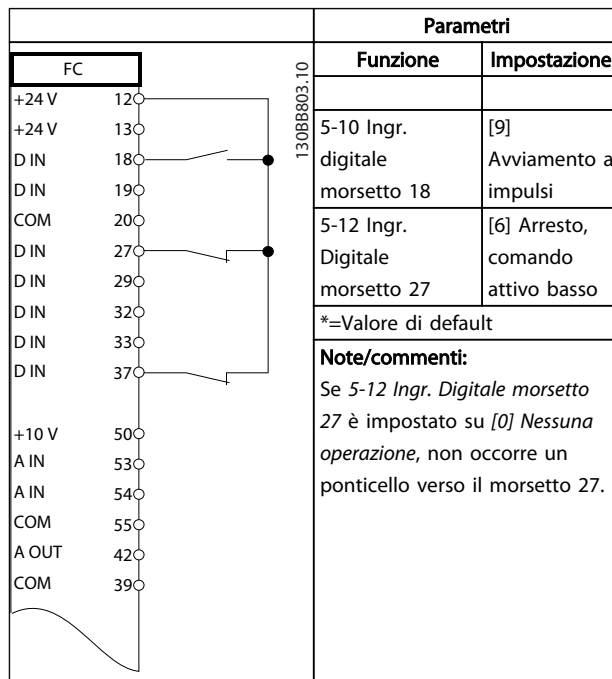 FC
+24 V 12
+24 V 13
D IN 18
D IN 19
COM 20
D IN 27
D IN 29
D IN 32
D IN 33
D IN 37
+10 V 50
A IN 53
A IN 54
COM 55
A OUT 42
COM 39
130BB803.10
Parametri
Funzione Impostazione
5-10 Ingr. digitale morsetto 18
[9] Avviamento a impulsi
5-12 Ingr. Digitale morsetto 27
[6] Arresto, comando attivo basso
*=Valore di default
Note/commenti:
Se 5-12 Ingr. Digitale morsetto
27 è impostato su [0] Nessuna
operazione, non occorre un
ponticello verso il morsetto 27.